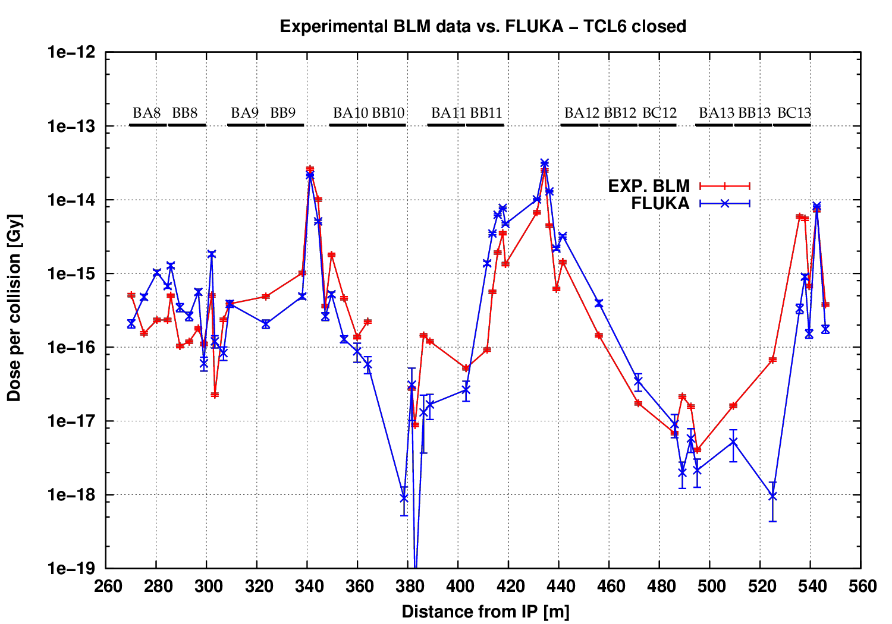 Experimental BLM data vs. FLUKA − TCL6 closed
1e−12
BA8 BB8 BA9 BB9 BA10 BB10 BA11 BB11 BA12 BB12 BC12 BA13 BB13 BC13
1e−13
EXP. BLM
FLUKA
1e−14
1e−15
1e−16
1e−17
1e−18
1e−19
Dose per collision [Gy]
260 280 300 320 340 360 380 400 420 440 460 480 500 520 540 560
Distance from IP [m]